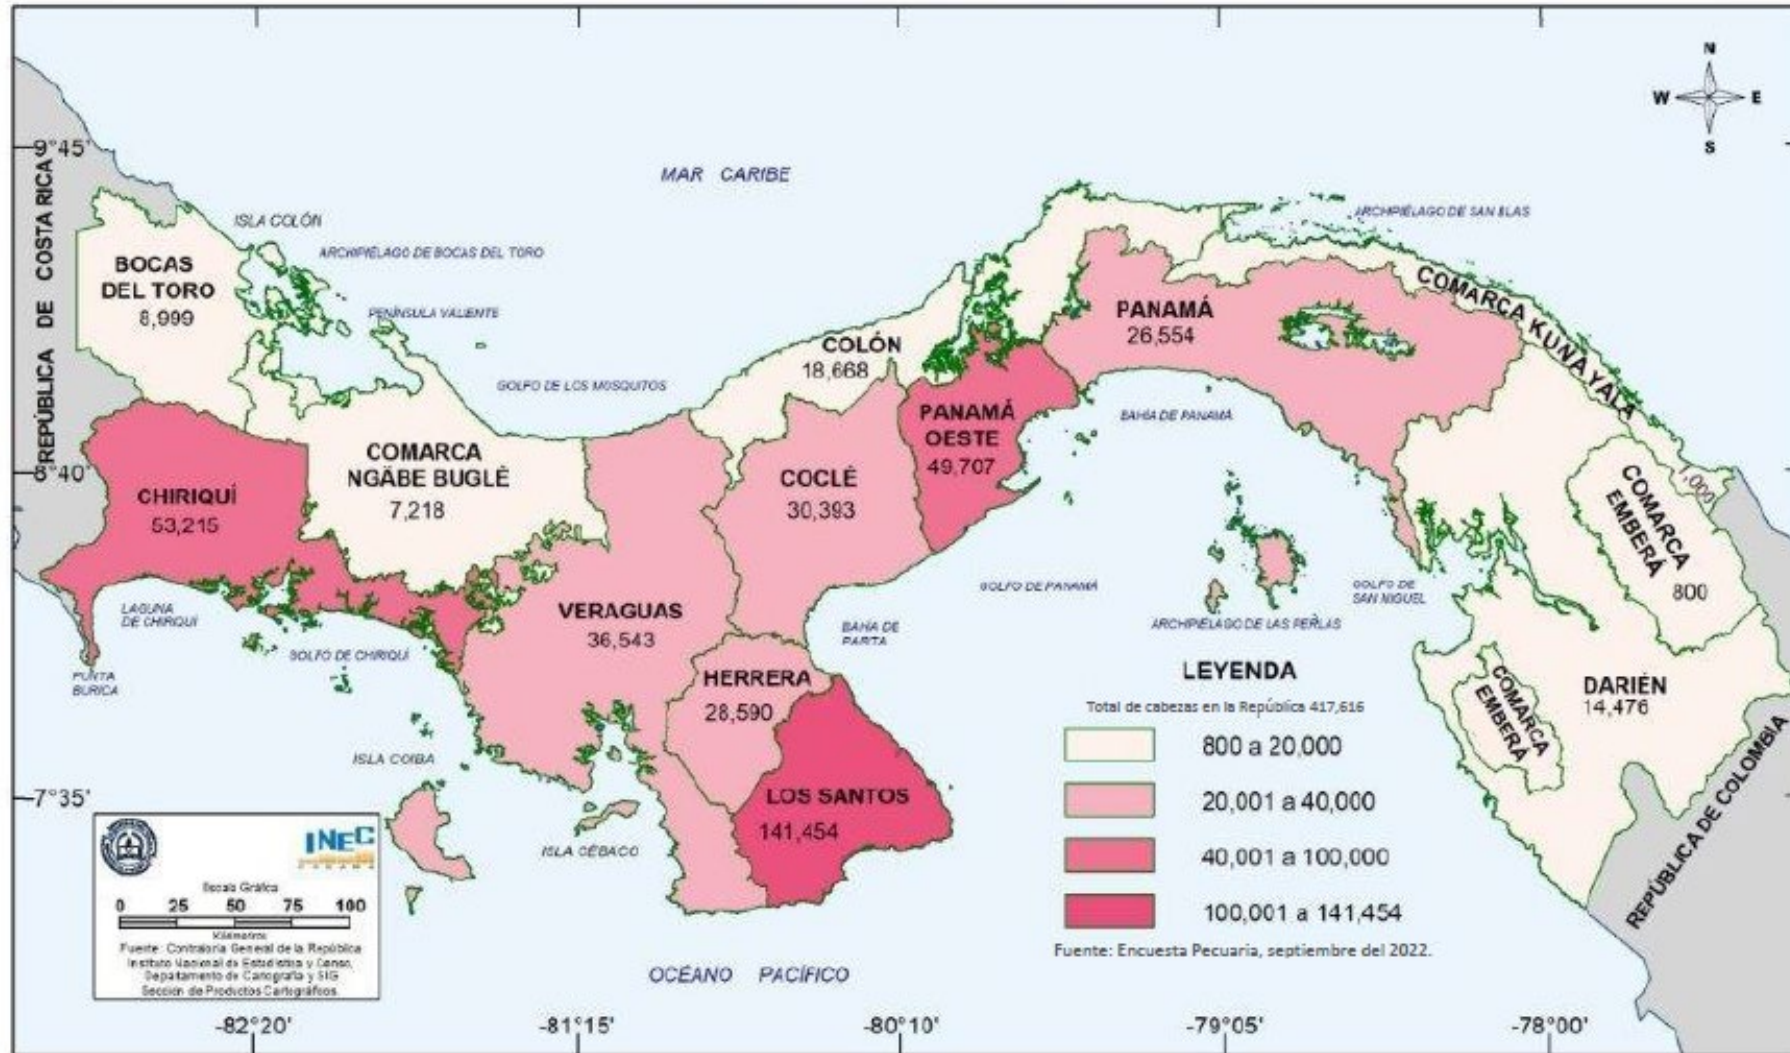 N
W E
S
9°45'
8°40'
7°35'
REPÚBLICA DE COSTA RICA
MAR CARIBE
ISLA COLÓN
ARCHIPIÉLAGO DE BOCAS DEL TORO
ARCHIPIÉLAGO DE SAN BLAS
BOCAS
DEL TORO
8,999
PENÍNSULA VALIENTE
COMARCA KUNA YALA
1,000
PANAMÁ
26,554
COLÓN
18,668
GOLFO DE LOS MOSQUITOS
PANAMÁ
OESTE
49,707
BAHÍA DE PANAMÁ
COMARCA
NGÄBE BUGLÉ
7,218
CHIRIQUÍ
53,215
COCLÉ
30,393
COMARCA
EMBERÁ
800
LAGUNA
DE CHIRIQUÍ
GOLFO DE CHIRIQUÍ
PUNTA
BURICA
VERAGUAS
36,543
BAHIA DE
PARITA
GOLFO DE PANAMÁ
GOLFO DE
SAN MIGUEL
ARCHIPIÉLAGO DE LAS PERLAS
HERRERA
28,590
DARIÉN
14,476
COMARCA
EMBERÁ
REPÚBLICA DE COLOMBIA
ISLA COIBA
ISLA CÉBACO
LOS SANTOS
141,454
LEYENDA
Total de cabezas en la República 417,616
800 a 20,000
20,001 a 40,000
40,001 a 100,000
100,001 a 141,454
Fuente: Encuesta Pecuaria, septiembre del 2022.
INEC
PANAMÁ
Escala Gráfica
0 25 50 75 100
Kilómetros
Fuente: Contraloría General de la República
Instituto Nacional de Estadística y Censo,
Departamento de Cartografía y SIG
Sección de Productos Cartográficos.
OCÉANO PACÍFICO
-82°20' -81°15' -80°10' -79°05' -78°00'